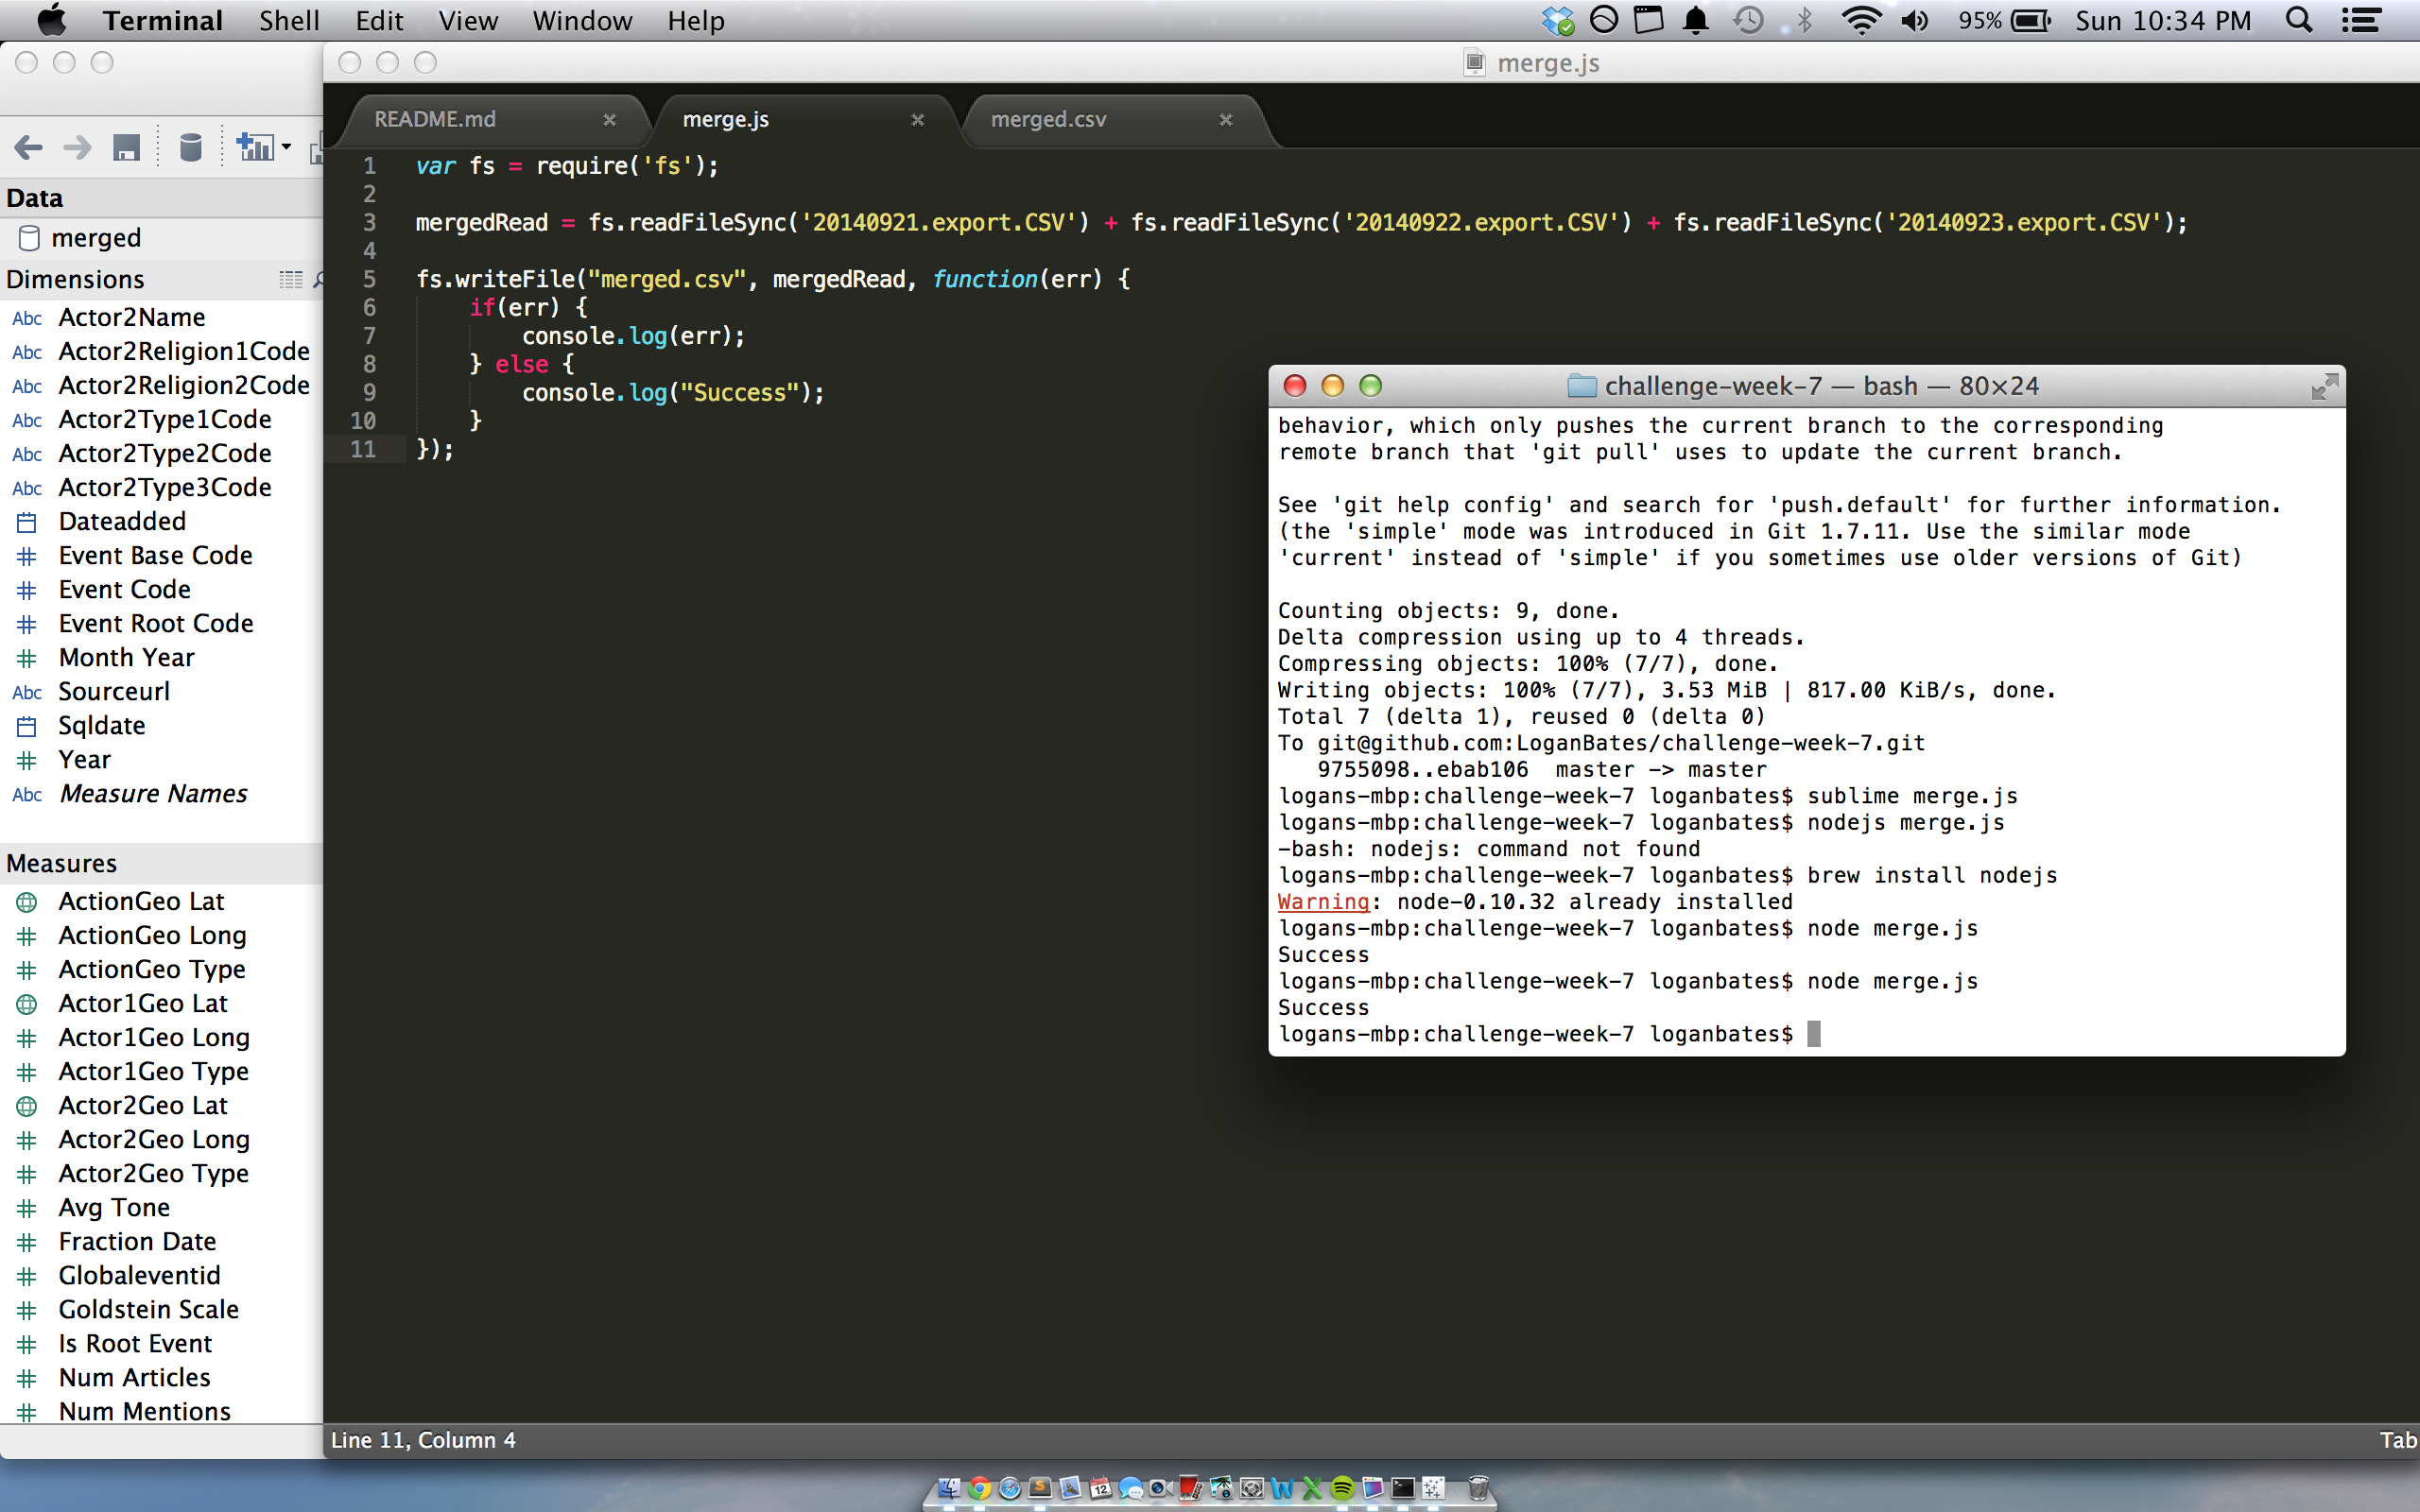 Terminal Shell Edit View Window Help 95% Sun 10:34 PM
merge.js
README.md merge.js merged.csv
Data
merged
Dimensions
Abc Actor2Name
Abc Actor2Religion1Code
Abc Actor2Religion2Code
Abc Actor2Type1Code
Abc Actor2Type2Code
Abc Actor2Type3Code
Dateadded
# Event Base Code
# Event Code
# Event Root Code
# Month Year
Abc Sourceurl
Sqldate
# Year
Abc Measure Names
Measures
ActionGeo Lat
# ActionGeo Long
# ActionGeo Type
Actor1Geo Lat
# Actor1Geo Long
# Actor1Geo Type
Actor2Geo Lat
# Actor2Geo Long
# Actor2Geo Type
# Avg Tone
# Fraction Date
# Globaleventid
# Goldstein Scale
# Is Root Event
# Num Articles
# Num Mentions
1 var fs = require('fs');
2
3 mergedRead = fs.readFileSync('20140921.export.CSV') + fs.readFileSync('20140922.export.CSV') + fs.readFileSync('20140923.export.CSV');
4
5 fs.writeFile("merged.csv", mergedRead, function(err) {
6 if(err) {
7 console.log(err);
8 } else {
9 console.log("Success");
10 }
11 });
challenge-week-7 — bash — 80×24
behavior, which only pushes the current branch to the corresponding
remote branch that 'git pull' uses to update the current branch.
See 'git help config' and search for 'push.default' for further information.
(the 'simple' mode was introduced in Git 1.7.11. Use the similar mode
'current' instead of 'simple' if you sometimes use older versions of Git)
Counting objects: 9, done.
Delta compression using up to 4 threads.
Compressing objects: 100% (7/7), done.
Writing objects: 100% (7/7), 3.53 MiB | 817.00 KiB/s, done.
Total 7 (delta 1), reused 0 (delta 0)
To git@github.com:LoganBates/challenge-week-7.git
9755098..ebab106 master -> master
logans-mbp:challenge-week-7 loganbates$ sublime merge.js
logans-mbp:challenge-week-7 loganbates$ nodejs merge.js
-bash: nodejs: command not found
logans-mbp:challenge-week-7 loganbates$ brew install nodejs
Warning: node-0.10.32 already installed
logans-mbp:challenge-week-7 loganbates$ node merge.js
Success
logans-mbp:challenge-week-7 loganbates$ node merge.js
Success
logans-mbp:challenge-week-7 loganbates$
Line 11, Column 4 Tab
12